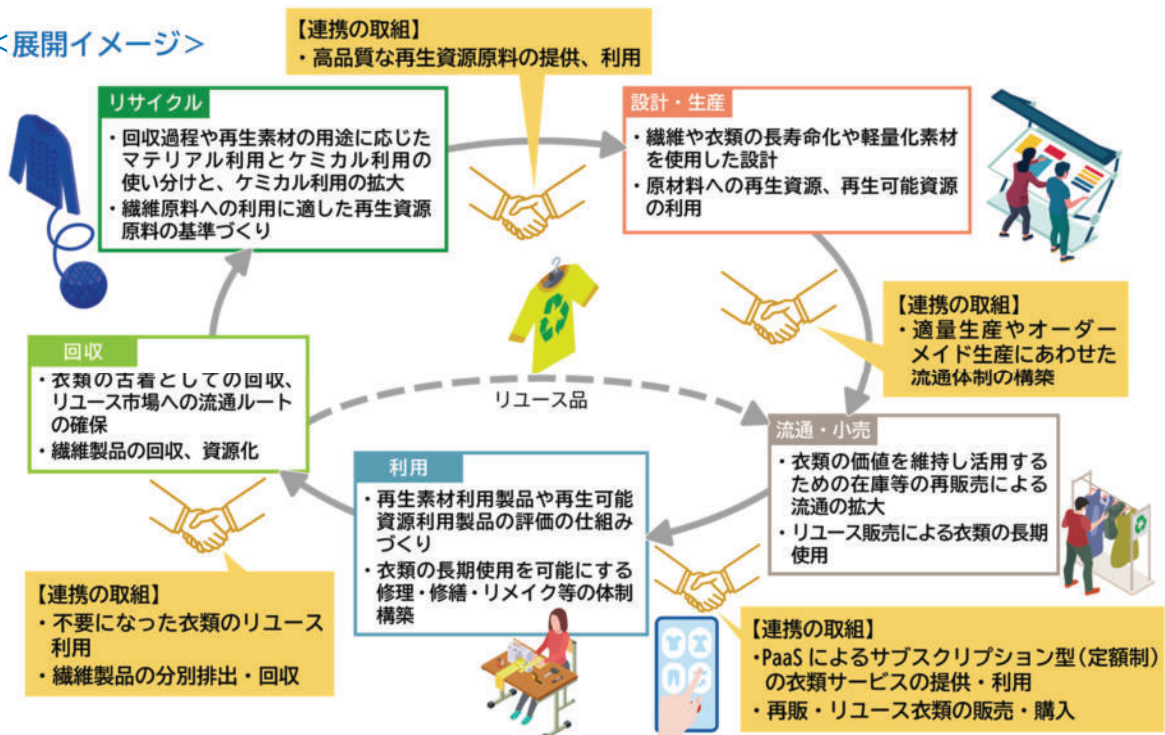 ＜展開イメージ＞
【連携の取組】
・高品質な再生資源原料の提供、利用
リサイクル
・回収過程や再生素材の用途に応じた
マテリアル利用とケミカル利用の
使い分けと、ケミカル利用の拡大
・繊維原料への利用に適した再生資源
原料の基準づくり
設計・生産
・繊維や衣類の長寿命化や軽量化素材
を使用した設計
・原材料への再生資源、再生可能資源
の利用
【連携の取組】
・適量生産やオーダー
メイド生産にあわせた
流通体制の構築
回収
・衣類の古着としての回収、
リユース市場への流通ルート
の確保
・繊維製品の回収、資源化
リユース品
流通・小売
・衣類の価値を維持し活用する
ための在庫等の再販売による
流通の拡大
・リユース販売による衣類の長期
使用
利用
・再生素材利用製品や再生可能
資源利用製品の評価の仕組み
づくり
・衣類の長期使用を可能にする
修理・修繕・リメイク等の体制
構築
【連携の取組】
・不要になった衣類のリユース
利用
・繊維製品の分別排出・回収
【連携の取組】
・PaaSによるサブスクリプション型（定額制）
の衣類サービスの提供・利用
・再販・リユース衣類の販売・購入